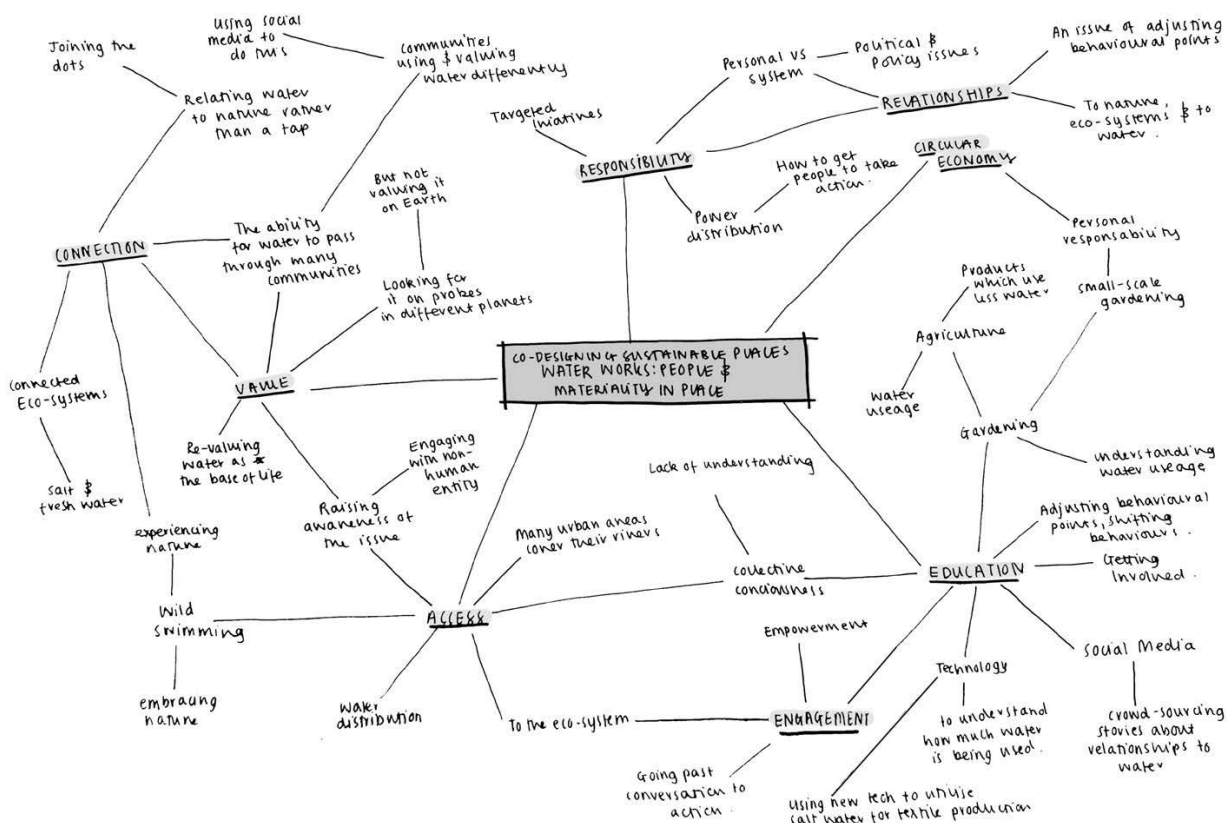 Joining the
dots
using social
media to
do this
communities
using & valuing
water differently
Relating water
to nature rather
than a tap
But not
valuing it
on Earth
CONNECTION
The ability
for water to pass
through many
communities
Looking for
it on probes
in different planets
connected
Eco-systems
VALUE
Re-valuing
water as
the base of life
salt &
fresh water
experiencing
nature
Raising
awareness of
the issue
Engaging
with non-
human
entity
Wild
swimming
embracing
nature
Targeted
Iniatines
RESPONSIBILITY
Personal vs
system
Political &
policy issues
RELATIONSHIPS
An issue of adjusting
behavioural points
To nature,
eco-systems & to
water.
How to get
people to take
action.
Power
distribution
CIRCULAR
ECONOMY
Personal
responsability
small-scale
gardening
Products
which use
less water
Agriculture
water
useage
Gardening
understanding
water useage
CO-DESIGNING SUSTAINABLE PLACES
WATER WORKS: PEOPLE &
MATERIALITY IN PLACE
Lack of understanding
Many urban areas
cover their rivers
collective
conciousness
ACCESS
water
distribution
To the eco-system
Empowerment
ENGAGEMENT
Going past
conversation to
action.
EDUCATION
Adjusting behavioural
points, shifting
behaviours.
Getting
Involved.
Technology
to understand
how much water
is being used.
using new tech to utilise
salt water for textile production
Social Media
crowd-sourcing
stories about
relationships to
water